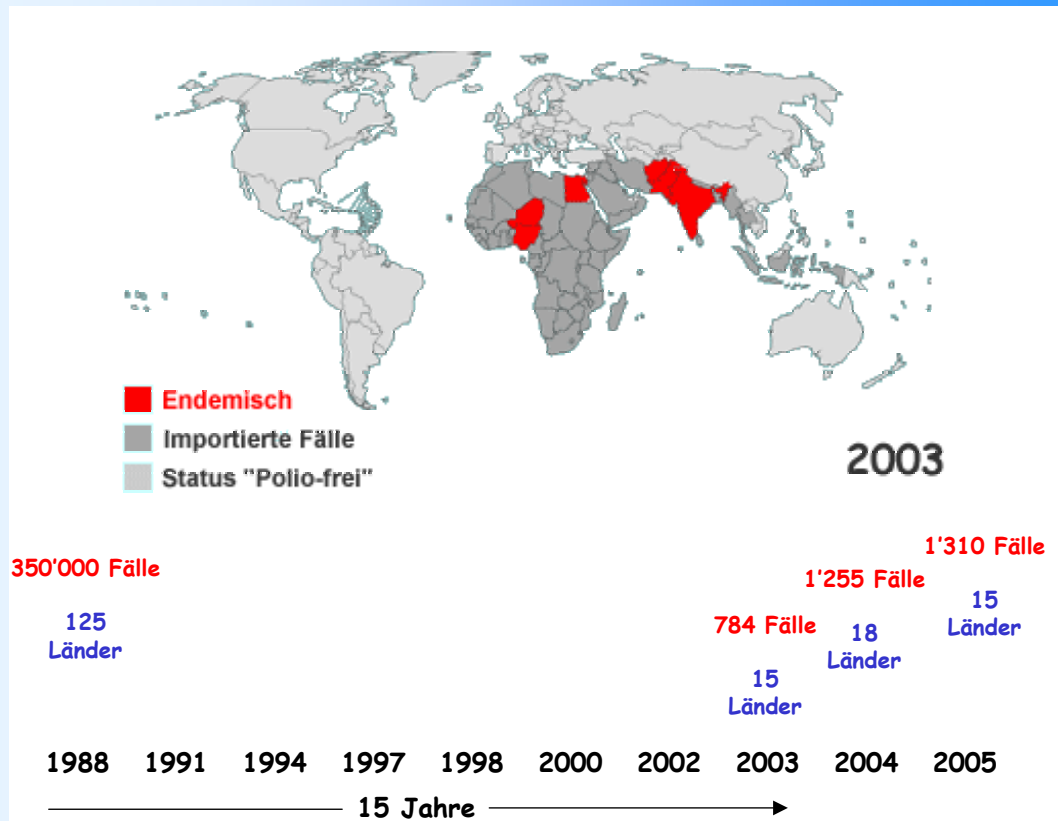 Endemisch
Importierte Fälle
Status "Polio-frei"
2003
350'000 Fälle
125
Länder
784 Fälle
15
Länder
1'255 Fälle
18
Länder
1'310 Fälle
15
Länder
1988 1991 1994 1997 1998 2000 2002 2003 2004 2005
15 Jahre